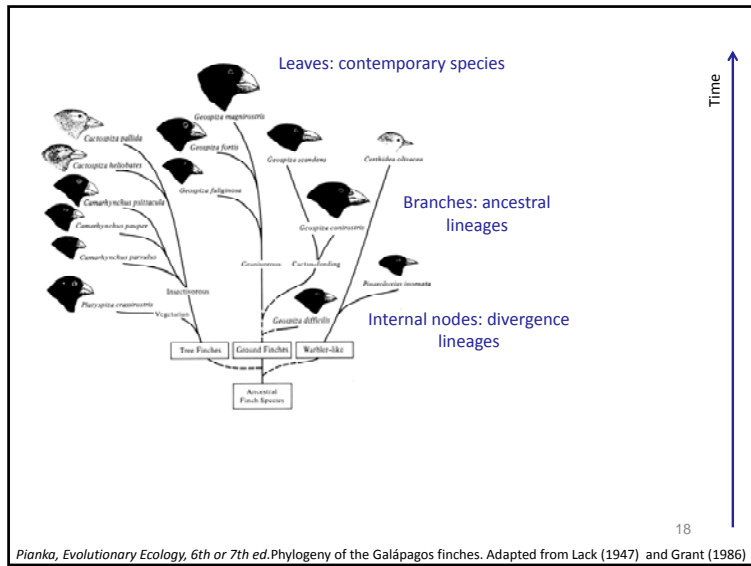 Leaves: contemporary species
Time
Geospiza magnirostris
Cactospiza pallida
Geospiza fortis
Geospiza scandens
Certhidea olivacea
Cactospiza heliobates
Geospiza fuliginosa
Camarhynchus psittacula
Branches: ancestral
lineages
Camarhynchus pauper
Geospiza conirostris
Camarhynchus parvulus
Granivorous
Cactus-feeding
Insectivorous
Pinaroloxias inornata
Platyspiza crassirostris
Vegetarian
Geospiza difficilis
Internal nodes: divergence
lineages
Tree Finches
Ground Finches
Warbler-like
Ancestral
Finch Species
18
Pianka, Evolutionary Ecology, 6th or 7th ed.Phylogeny of the Galápagos finches. Adapted from Lack (1947) and Grant (1986)